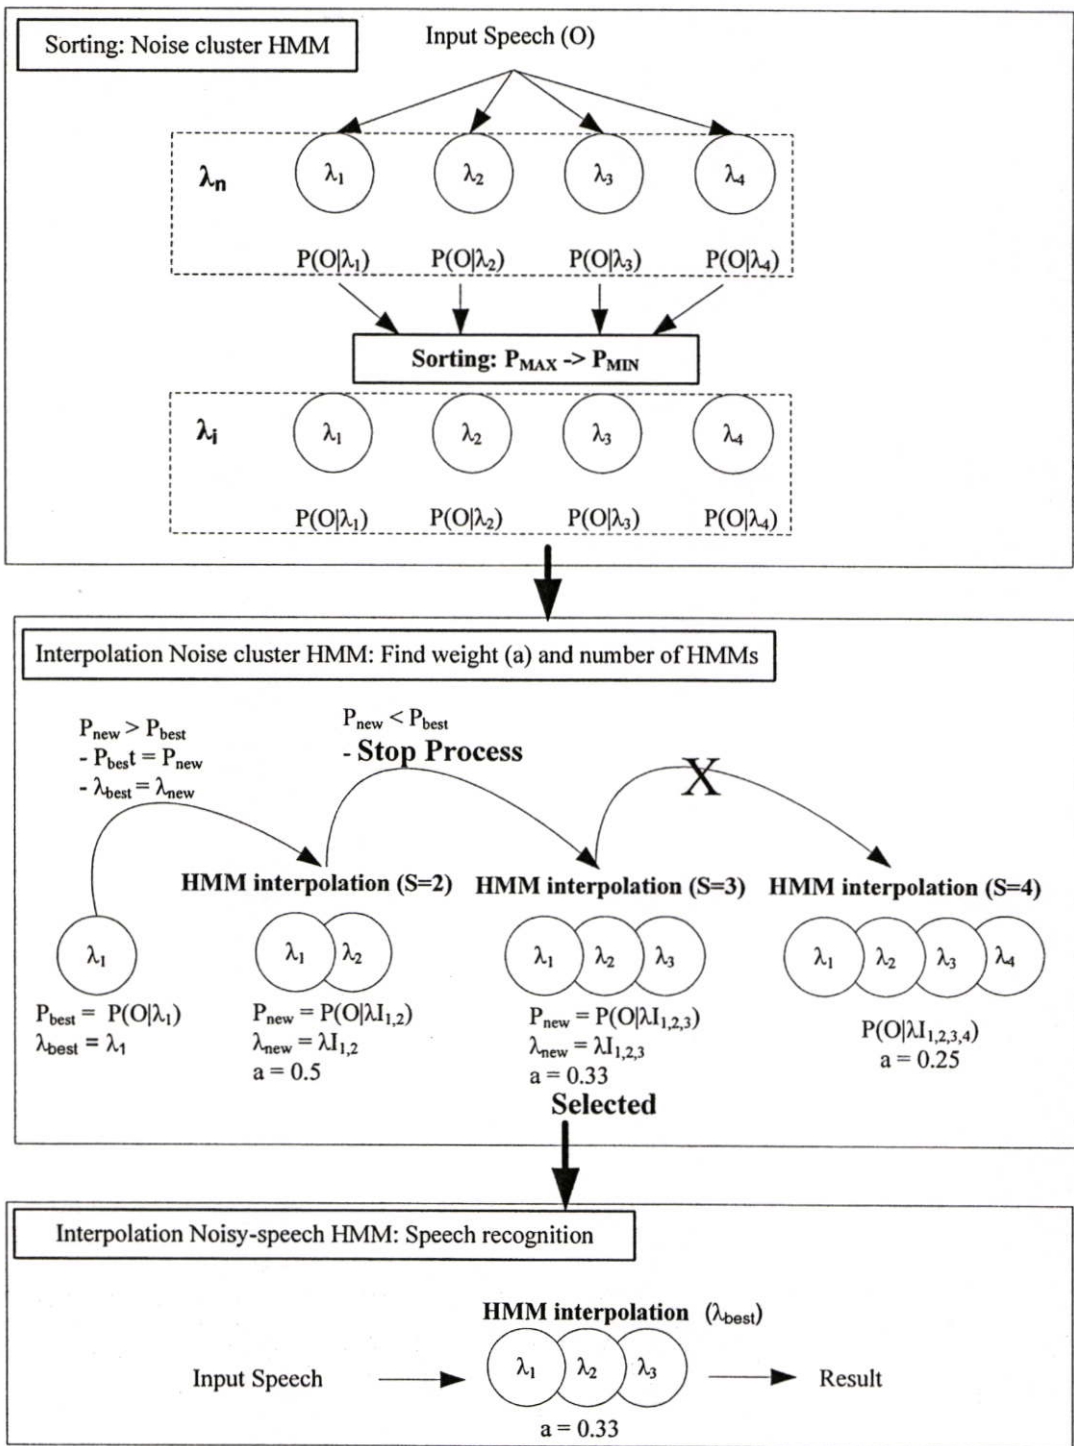 Sorting: Noise cluster HMM
Input Speech (O)
λn
λ1 λ2 λ3 λ4
P(O|λ1) P(O|λ2) P(O|λ3) P(O|λ4)
Sorting: PMAX -> PMIN
λi
λ1 λ2 λ3 λ4
P(O|λ1) P(O|λ2) P(O|λ3) P(O|λ4)
Interpolation Noise cluster HMM: Find weight (a) and number of HMMs
Pnew > Pbest
- Pbest = Pnew
- λbest = λnew
Pnew < Pbest
- Stop Process
X
HMM interpolation (S=2) HMM interpolation (S=3) HMM interpolation (S=4)
λ1
Pbest = P(O|λ1)
λbest = λ1
λ1 λ2
Pnew = P(O|λI1,2)
λnew = λI1,2
a = 0.5
λ1 λ2 λ3
Pnew = P(O|λI1,2,3)
λnew = λI1,2,3
a = 0.33
Selected
λ1 λ2 λ3 λ4
P(O|λI1,2,3,4)
a = 0.25
Interpolation Noisy-speech HMM: Speech recognition
HMM interpolation (λbest)
Input Speech λ1 λ2 λ3 Result
a = 0.33